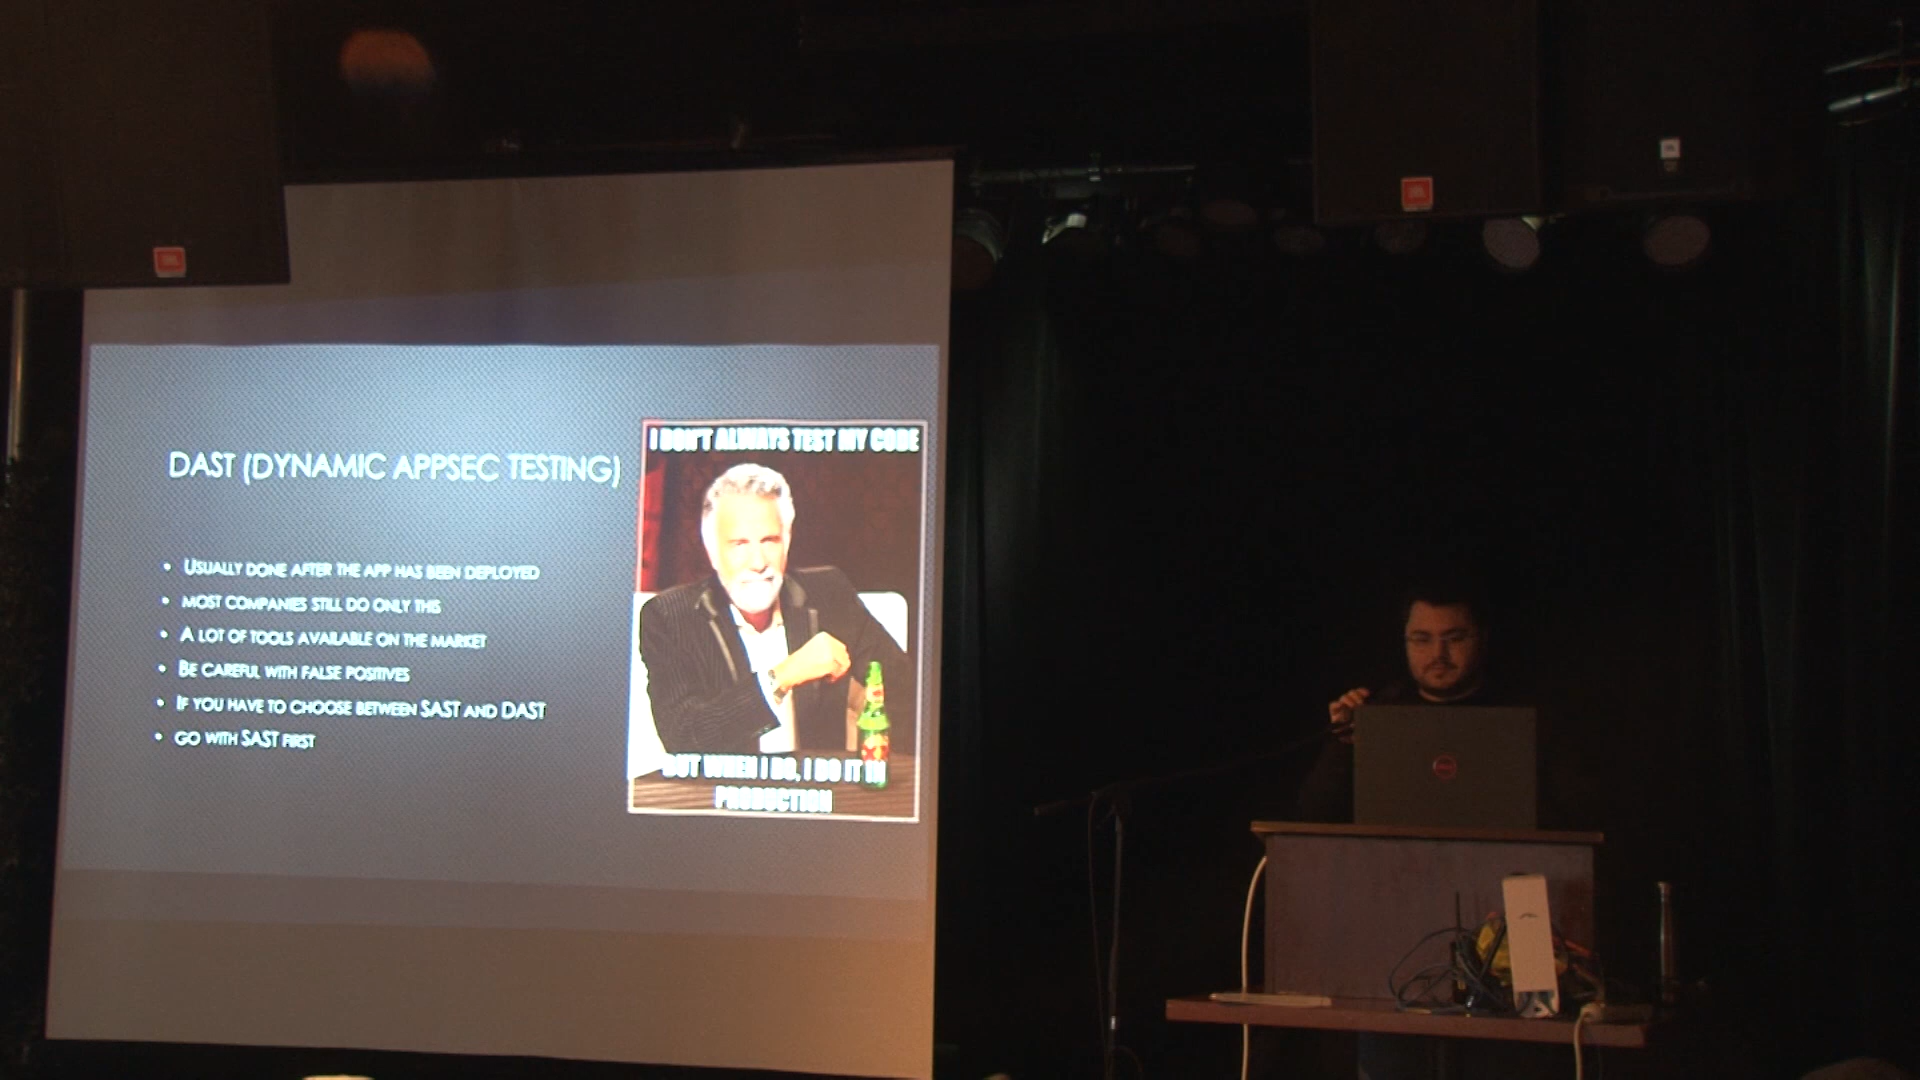 DAST (DYNAMIC APPSEC TESTING)
• USUALLY DONE AFTER THE APP HAS BEEN DEPLOYED
• MOST COMPANIES STILL DO ONLY THIS
• A LOT OF TOOLS AVAILABLE ON THE MARKET
• BE CAREFUL WITH FALSE POSITIVES
• IF YOU HAVE TO CHOOSE BETWEEN SAST AND DAST
• GO WITH SAST FIRST
I DON'T ALWAYS TEST MY CODE
BUT WHEN I DO, I DO IT IN
PRODUCTION